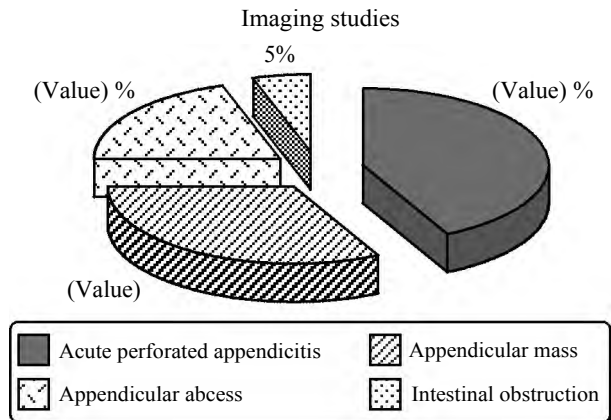 Imaging studies
5%
(Value) %
(Value) %
(Value)
Acute perforated appendicitis
Appendicular mass
Appendicular abcess
Intestinal obstruction